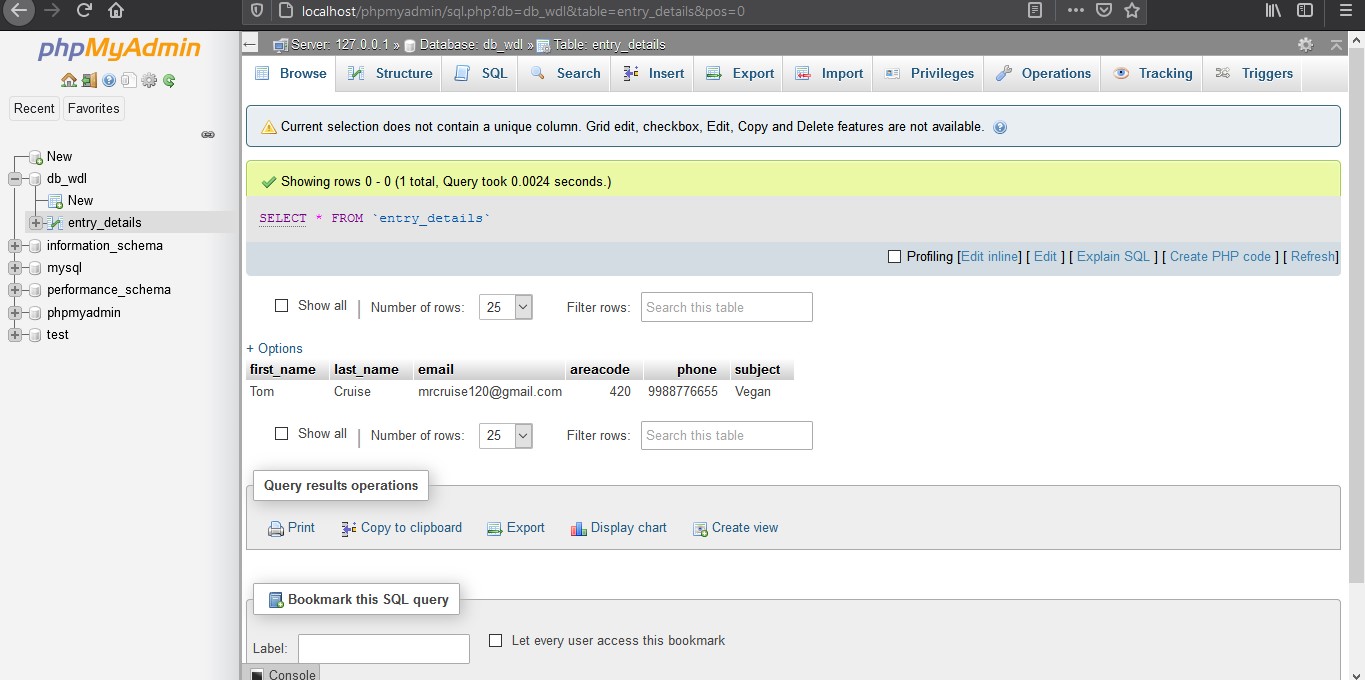 localhost/phpmyadmin/sql.php?db=db_wdl&table=entry_details&pos=0
phpMyAdmin
Recent Favorites
New
db_wdl
New
entry_details
information_schema
mysql
performance_schema
phpmyadmin
test
Server: 127.0.0.1 » Database: db_wdl » Table: entry_details
Browse Structure SQL Search Insert Export Import Privileges Operations Tracking Triggers
Current selection does not contain a unique column. Grid edit, checkbox, Edit, Copy and Delete features are not available.
Showing rows 0 - 0 (1 total, Query took 0.0024 seconds.)
SELECT * FROM `entry_details`
Profiling [Edit inline] [ Edit ] [ Explain SQL ] [ Create PHP code ] [ Refresh]
Show all | Number of rows: 25 Filter rows: Search this table
+ Options
first_name last_name email areacode phone subject
Tom Cruise mrcruise120@gmail.com 420 9988776655 Vegan
Show all | Number of rows: 25 Filter rows: Search this table
Query results operations
Print Copy to clipboard Export Display chart Create view
Bookmark this SQL query
Label: Let every user access this bookmark
Console